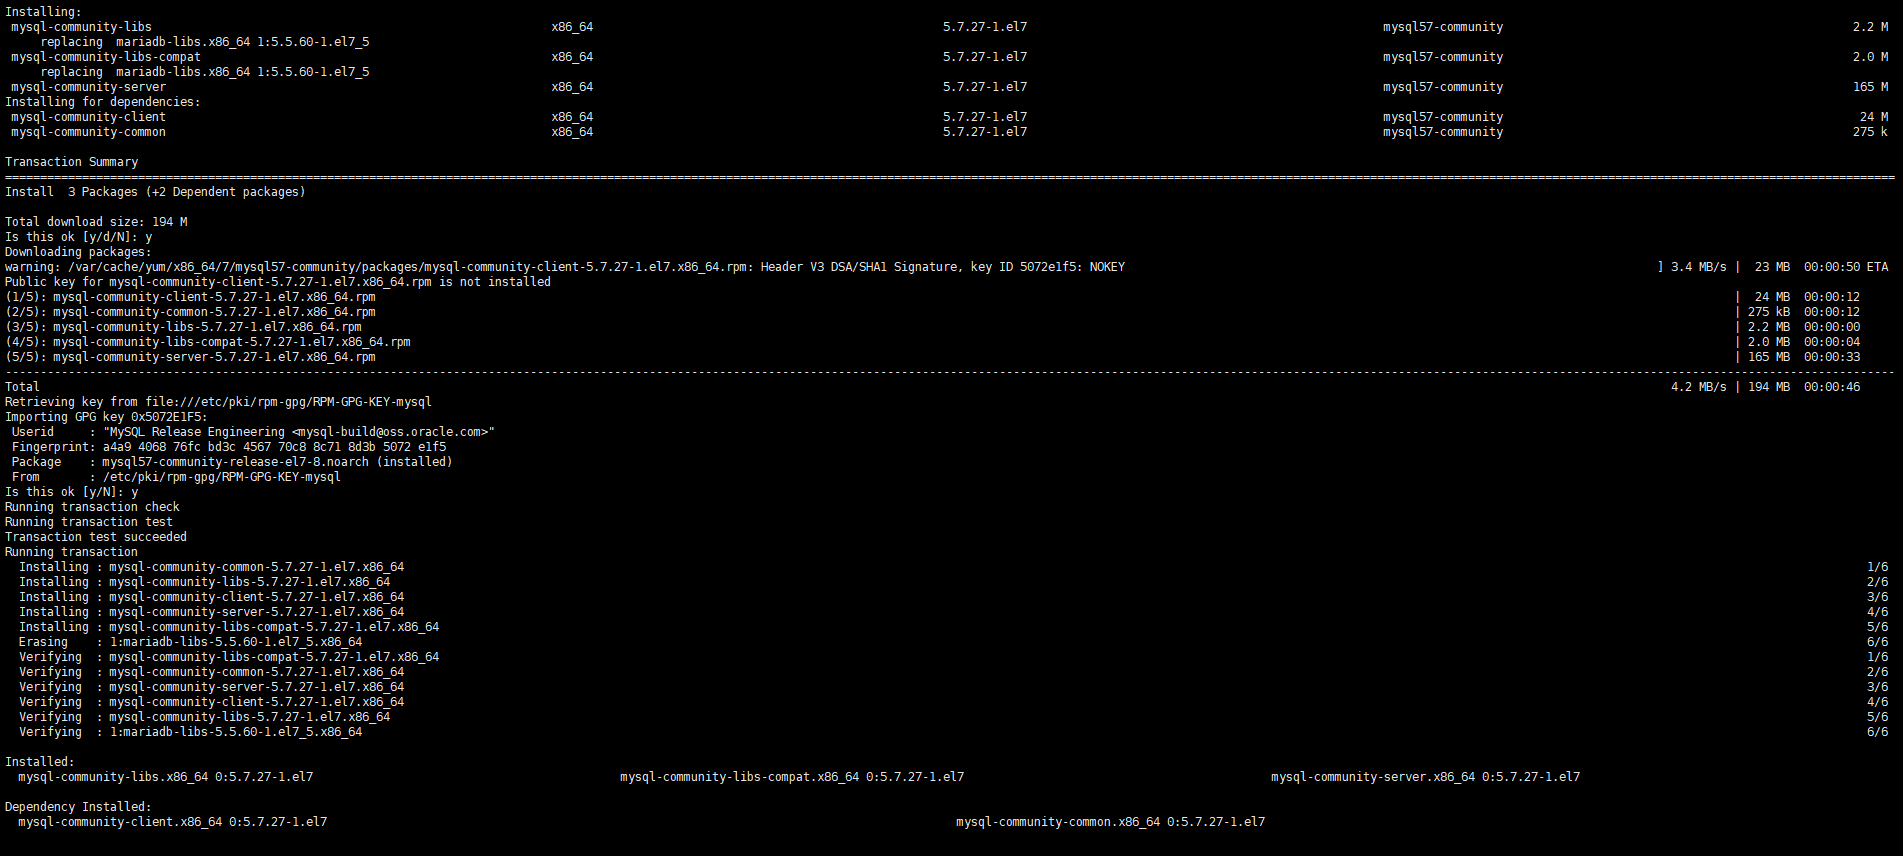 Installing:
 mysql-community-libs x86_64 5.7.27-1.el7 mysql57-community 2.2 M
     replacing  mariadb-libs.x86_64 1:5.5.60-1.el7_5
 mysql-community-libs-compat x86_64 5.7.27-1.el7 mysql57-community 2.0 M
     replacing  mariadb-libs.x86_64 1:5.5.60-1.el7_5
 mysql-community-server x86_64 5.7.27-1.el7 mysql57-community 165 M
Installing for dependencies:
 mysql-community-client x86_64 5.7.27-1.el7 mysql57-community 24 M
 mysql-community-common x86_64 5.7.27-1.el7 mysql57-community 275 k
Transaction Summary
Install  3 Packages (+2 Dependent packages)
Total download size: 194 M
Is this ok [y/d/N]: y
Downloading packages:
warning: /var/cache/yum/x86_64/7/mysql57-community/packages/mysql-community-client-5.7.27-1.el7.x86_64.rpm: Header V3 DSA/SHA1 Signature, key ID 5072e1f5: NOKEY ] 3.4 MB/s |  23 MB  00:00:50 ETA
Public key for mysql-community-client-5.7.27-1.el7.x86_64.rpm is not installed
(1/5): mysql-community-client-5.7.27-1.el7.x86_64.rpm |  24 MB  00:00:12
(2/5): mysql-community-common-5.7.27-1.el7.x86_64.rpm | 275 kB  00:00:12
(3/5): mysql-community-libs-5.7.27-1.el7.x86_64.rpm | 2.2 MB  00:00:00
(4/5): mysql-community-libs-compat-5.7.27-1.el7.x86_64.rpm | 2.0 MB  00:00:04
(5/5): mysql-community-server-5.7.27-1.el7.x86_64.rpm | 165 MB  00:00:33
Total 4.2 MB/s | 194 MB  00:00:46
Retrieving key from file:///etc/pki/rpm-gpg/RPM-GPG-KEY-mysql
Importing GPG key 0x5072E1F5:
 Userid     : "MySQL Release Engineering <mysql-build@oss.oracle.com>"
 Fingerprint: a4a9 4068 76fc bd3c 4567 70c8 8c71 8d3b 5072 e1f5
 Package    : mysql57-community-release-el7-8.noarch (installed)
 From       : /etc/pki/rpm-gpg/RPM-GPG-KEY-mysql
Is this ok [y/N]: y
Running transaction check
Running transaction test
Transaction test succeeded
Running transaction
  Installing : mysql-community-common-5.7.27-1.el7.x86_64 1/6
  Installing : mysql-community-libs-5.7.27-1.el7.x86_64 2/6
  Installing : mysql-community-client-5.7.27-1.el7.x86_64 3/6
  Installing : mysql-community-server-5.7.27-1.el7.x86_64 4/6
  Installing : mysql-community-libs-compat-5.7.27-1.el7.x86_64 5/6
  Erasing    : 1:mariadb-libs-5.5.60-1.el7_5.x86_64 6/6
  Verifying  : mysql-community-libs-compat-5.7.27-1.el7.x86_64 1/6
  Verifying  : mysql-community-common-5.7.27-1.el7.x86_64 2/6
  Verifying  : mysql-community-server-5.7.27-1.el7.x86_64 3/6
  Verifying  : mysql-community-client-5.7.27-1.el7.x86_64 4/6
  Verifying  : mysql-community-libs-5.7.27-1.el7.x86_64 5/6
  Verifying  : 1:mariadb-libs-5.5.60-1.el7_5.x86_64 6/6
Installed:
  mysql-community-libs.x86_64 0:5.7.27-1.el7 mysql-community-libs-compat.x86_64 0:5.7.27-1.el7 mysql-community-server.x86_64 0:5.7.27-1.el7
Dependency Installed:
  mysql-community-client.x86_64 0:5.7.27-1.el7 mysql-community-common.x86_64 0:5.7.27-1.el7